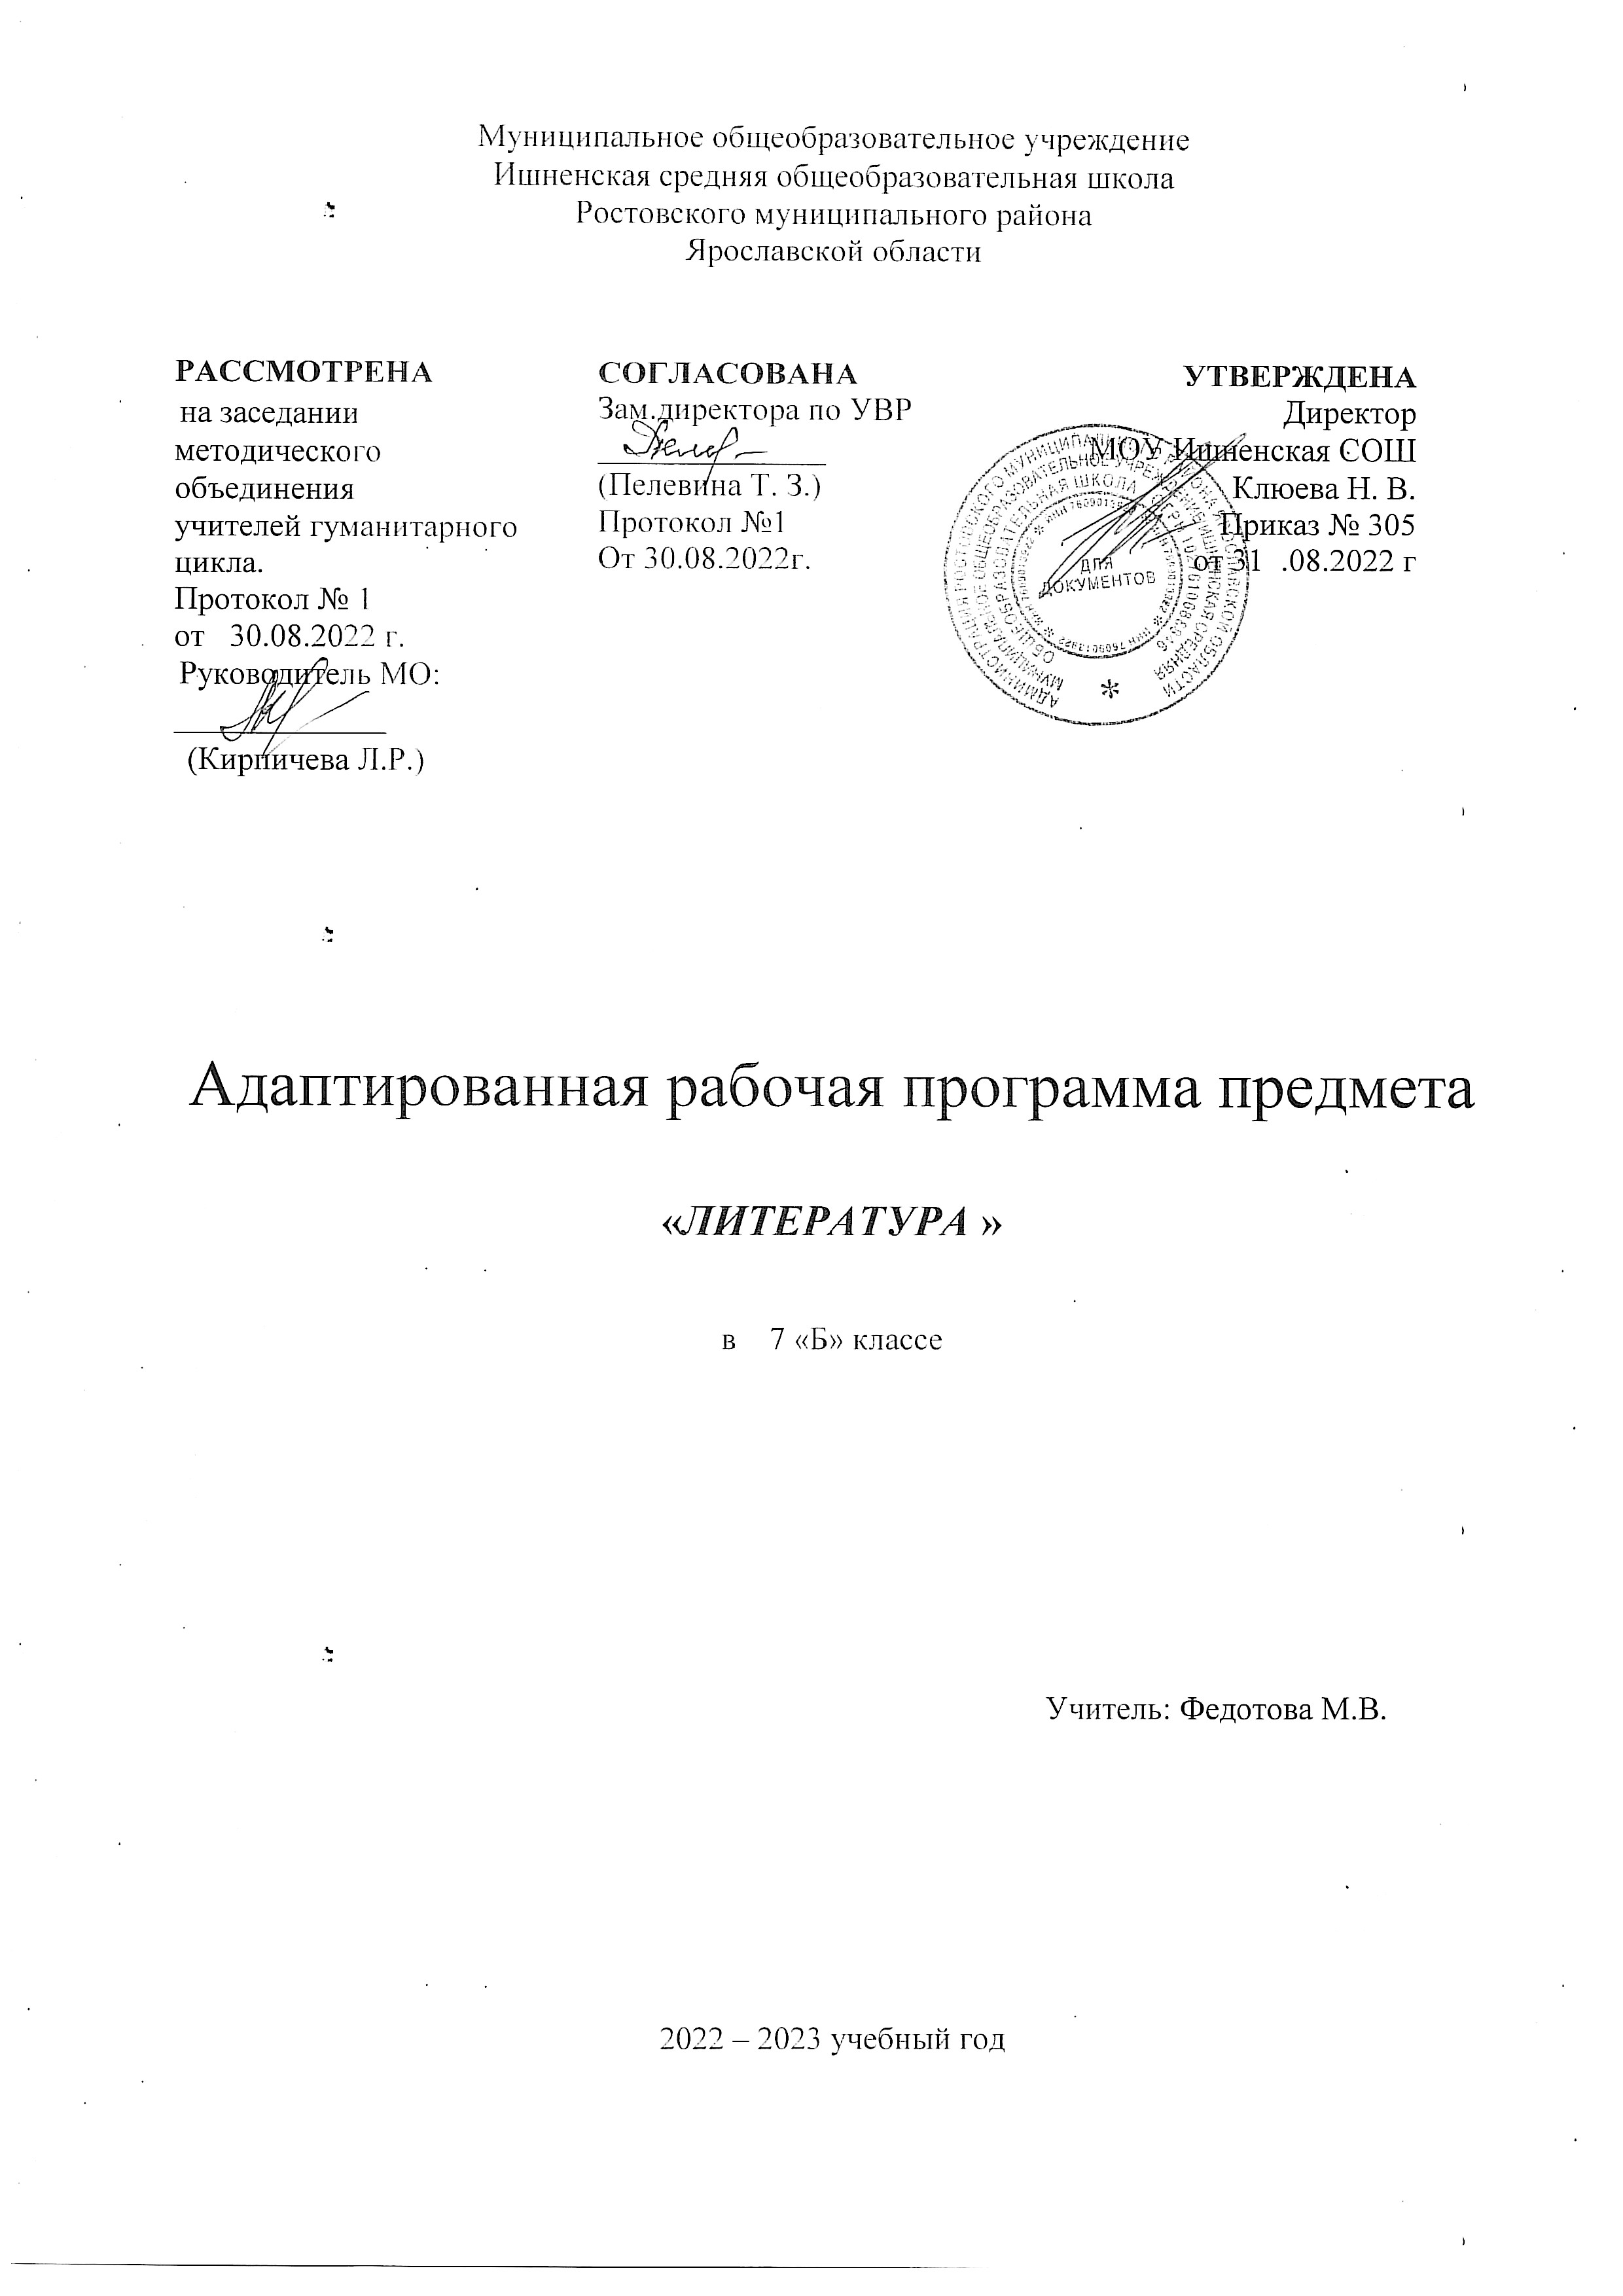 Муниципальное общеобразовательное учреждение
Ишненская средняя общеобразовательная школа
Ростовского муниципального района
Ярославской области
РАССМОТРЕНА
на заседании
методического
объединения
учителей гуманитарного
цикла.
Протокол № 1
от 30.08.2022 г.
Руководитель МО:
(Кирпичева Л.Р.)
СОГЛАСОВАНА
Зам.директора по УВР
(Пелевина Т. З.)
Протокол №1
От 30.08.2022г.
УТВЕРЖДЕНА
Директор
МОУ Ишненская СОШ
Клюева Н. В.
Приказ № 305
от 31 .08.2022 г
ДЛЯ
ДОКУМЕНТОВ
Адаптированная рабочая программа предмета
«ЛИТЕРАТУРА »
в 7 «Б» классе
Учитель: Федотова М.В.
2022 – 2023 учебный год